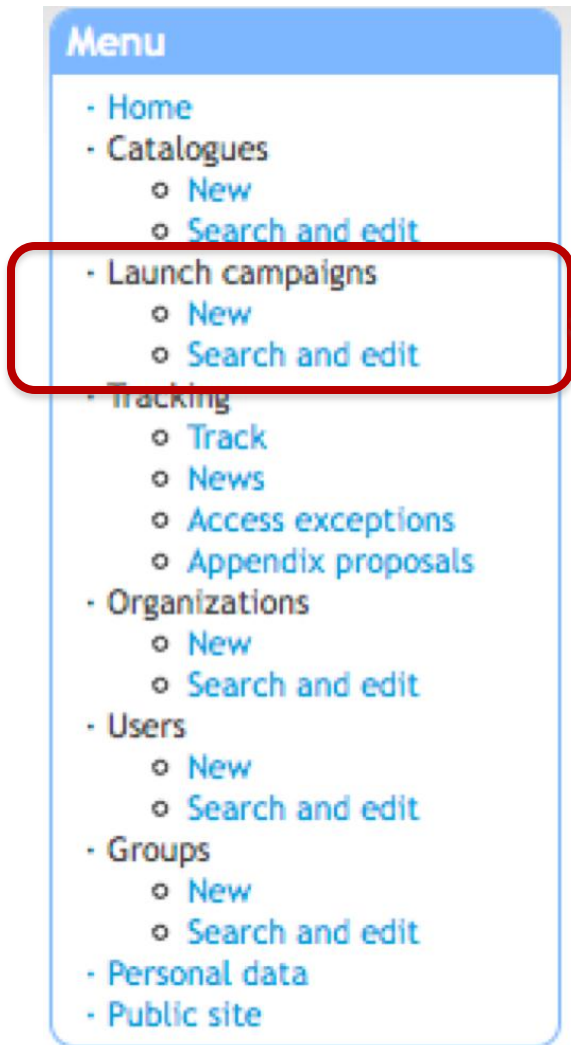 Menu
· Home
· Catalogues
o New
o Search and edit
· Launch campaigns
o New
o Search and edit
· Tracking
o Track
o News
o Access exceptions
o Appendix proposals
· Organizations
o New
o Search and edit
· Users
o New
o Search and edit
· Groups
o New
o Search and edit
· Personal data
· Public site